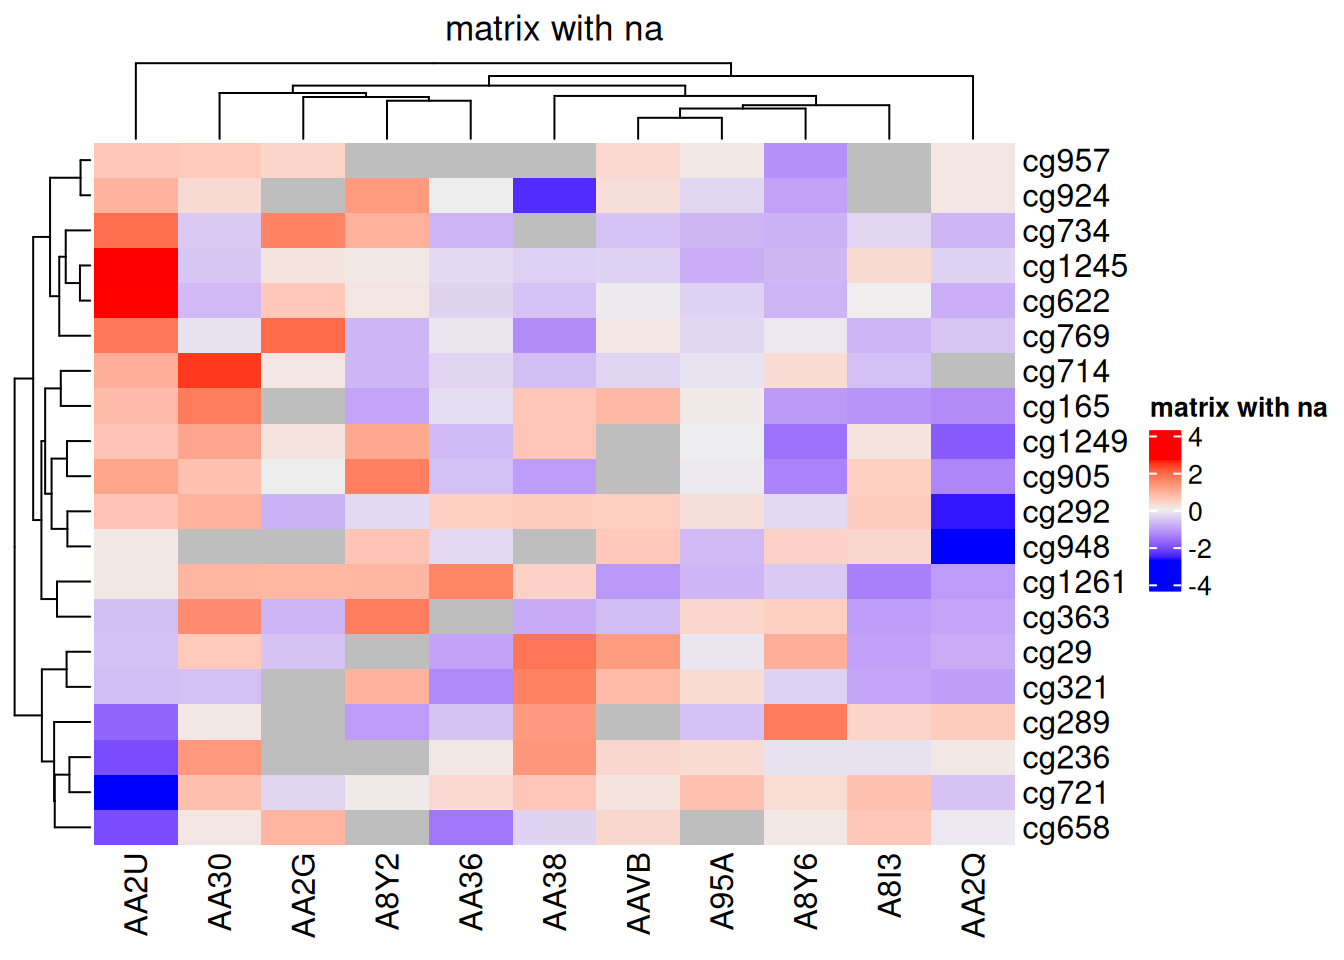 matrix with na
cg957
cg924
cg734
cg1245
cg622
cg769
cg714
cg165
cg1249
cg905
cg292
cg948
cg1261
cg363
cg29
cg321
cg289
cg236
cg721
cg658
AA2U
AA30
AA2G
A8Y2
AA36
AA38
AAVB
A95A
A8Y6
A8I3
AA2Q
matrix with na
4
2
0
-2
-4